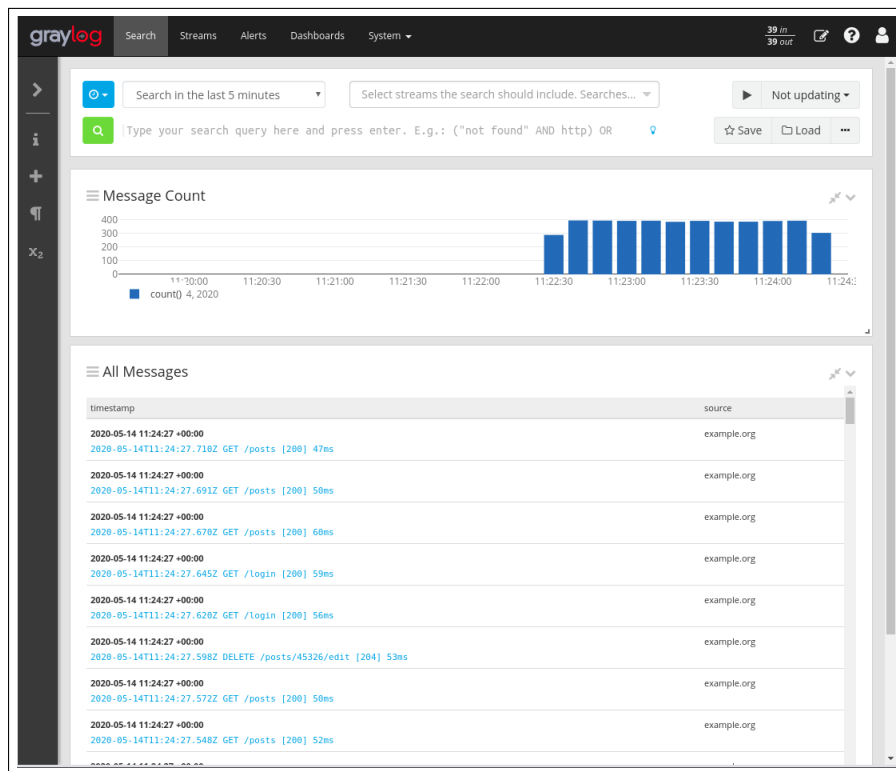 graylog Search Streams Alerts Dashboards System 39 in
39 out
Search in the last 5 minutes Select streams the search should include. Searches... Not updating
Type your search query here and press enter. E.g.: ("not found" AND http) OR Save Load
Message Count
400
300
200
100
0
11:20:30 11:21:00 11:21:30 11:22:00 11:22:30 11:23:00 11:23:30 11:24:00
count() 4, 2020
All Messages
timestamp source
2020-05-14 11:24:27 +00:00 example.org
2020-05-14T11:24:27.710Z GET /posts [200] 47ms
2020-05-14 11:24:27 +00:00 example.org
2020-05-14T11:24:27.691Z GET /posts [200] 50ms
2020-05-14 11:24:27 +00:00 example.org
2020-05-14T11:24:27.670Z GET /posts [200] 60ms
2020-05-14 11:24:27 +00:00 example.org
2020-05-14T11:24:27.645Z GET /login [200] 59ms
2020-05-14 11:24:27 +00:00 example.org
2020-05-14T11:24:27.620Z GET /login [200] 56ms
2020-05-14 11:24:27 +00:00 example.org
2020-05-14T11:24:27.598Z DELETE /posts/45326/edit [204] 53ms
2020-05-14 11:24:27 +00:00 example.org
2020-05-14T11:24:27.572Z GET /posts [200] 50ms
2020-05-14 11:24:27 +00:00 example.org
2020-05-14T11:24:27.548Z GET /posts [200] 52ms